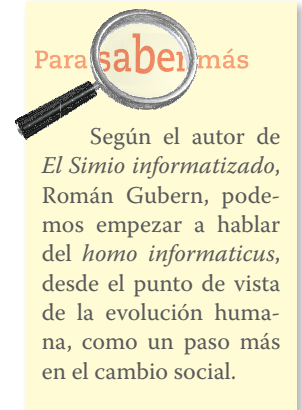 Para saber más
Según el autor de
El Simio informatizado,
Román Gubern, pode-
mos empezar a hablar
del homo informaticus,
desde el punto de vista
de la evolución huma-
na, como un paso más
en el cambio social.